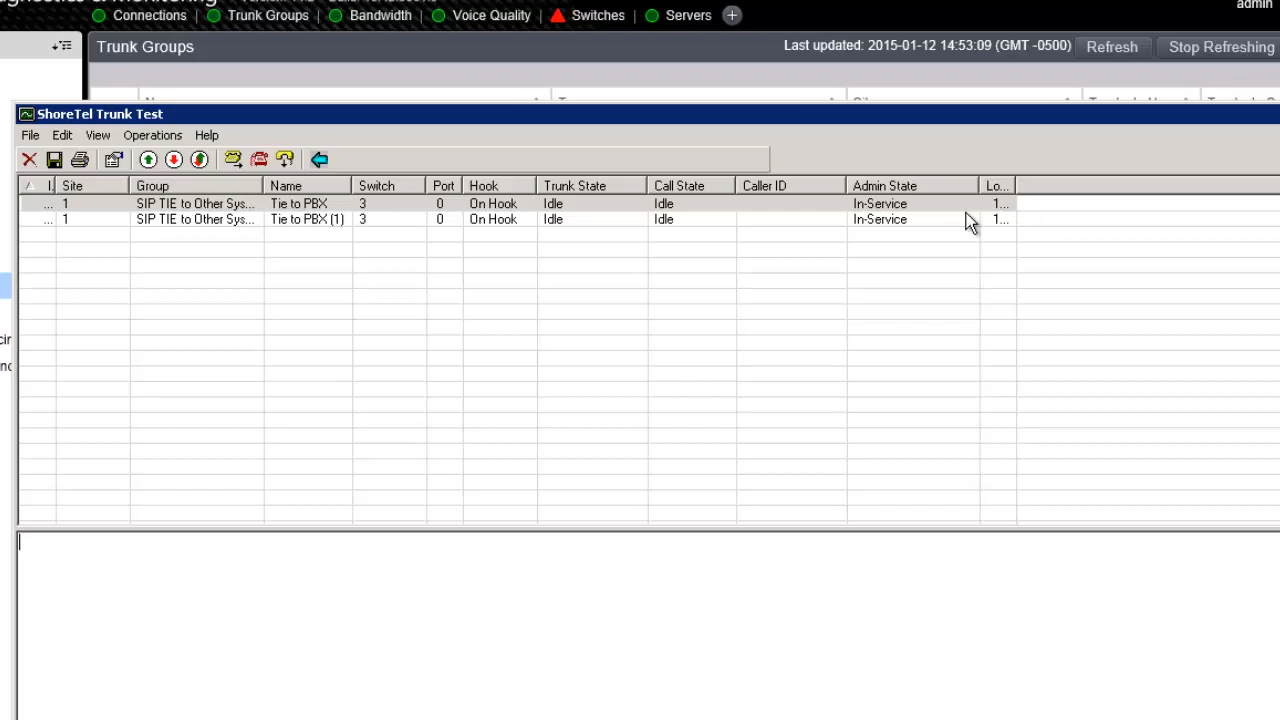 admin
Connections Trunk Groups Bandwidth Voice Quality Switches Servers
Trunk Groups Last updated: 2015-01-12 14:53:09 (GMT -0500) Refresh Stop Refreshing
ShoreTel Trunk Test
File Edit View Operations Help
I.. Site Group Name Switch Port Hook Trunk State Call State Caller ID Admin State Lo...
... 1 SIP TIE to Other Sys... Tie to PBX 3 0 On Hook Idle Idle In-Service 1...
... 1 SIP TIE to Other Sys... Tie to PBX (1) 3 0 On Hook Idle Idle In-Service 1...